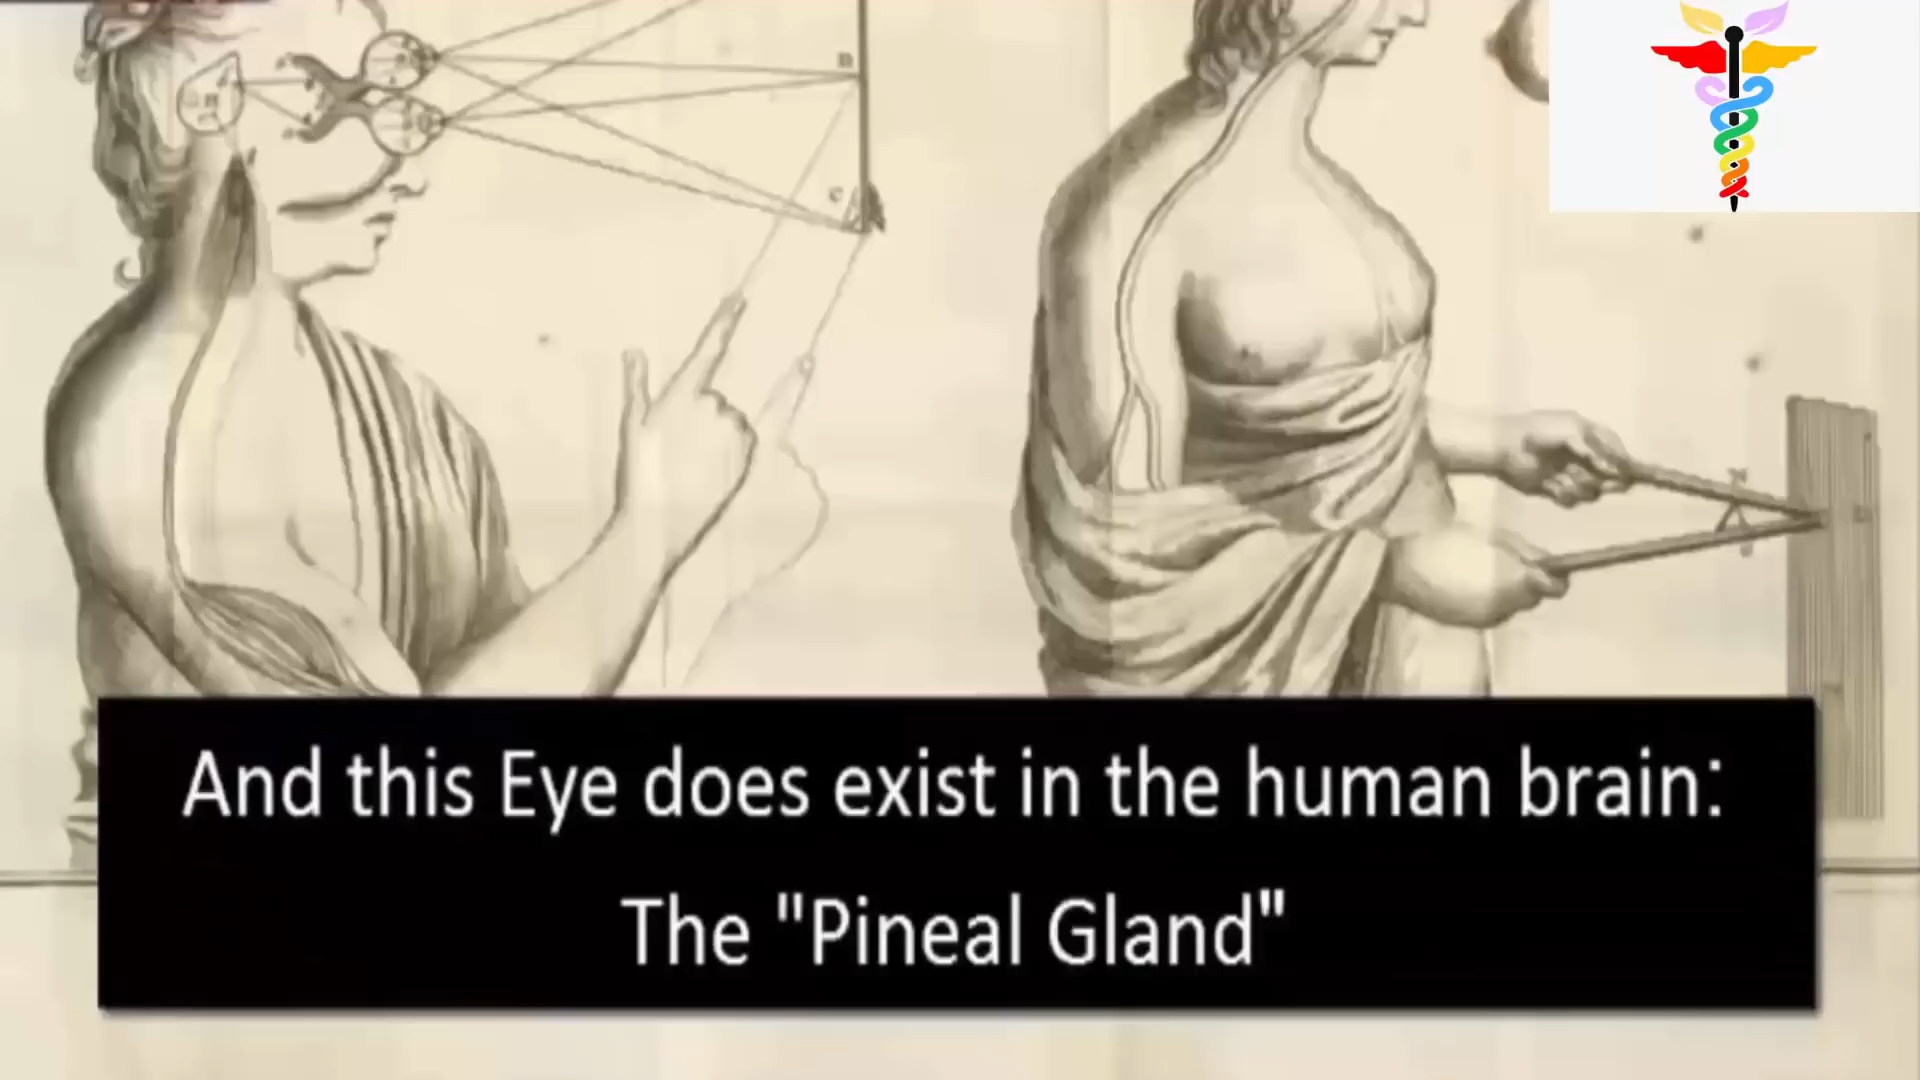 B
C
And this Eye does exist in the human brain:
The "Pineal Gland"